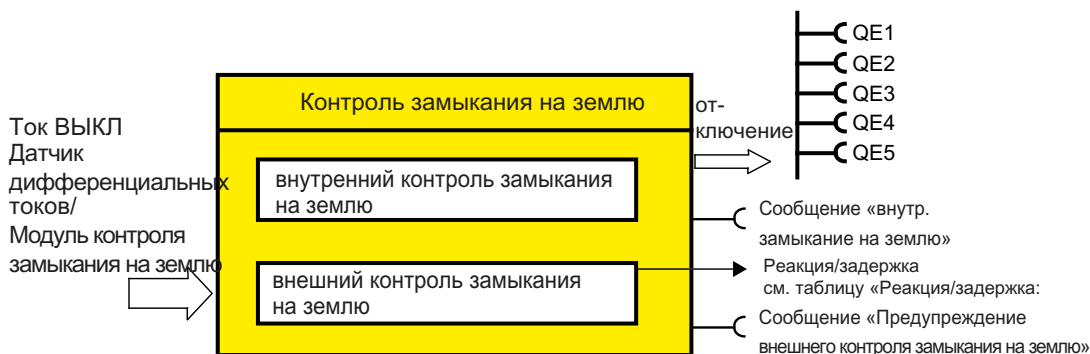 QE1
QE2
QE3
QE4
QE5
Контроль замыкания на землю
от-
ключение
Ток ВЫКЛ
Датчик
дифференциальных
токов/
Модуль контроля
замыкания на землю
внутренний контроль замыкания
на землю
внешний контроль замыкания
на землю
Сообщение «внутр.
замыкание на землю»
Реакция/задержка
см. таблицу «Реакция/задержка:
Сообщение «Предупреждение
внешнего контроля замыкания на землю»